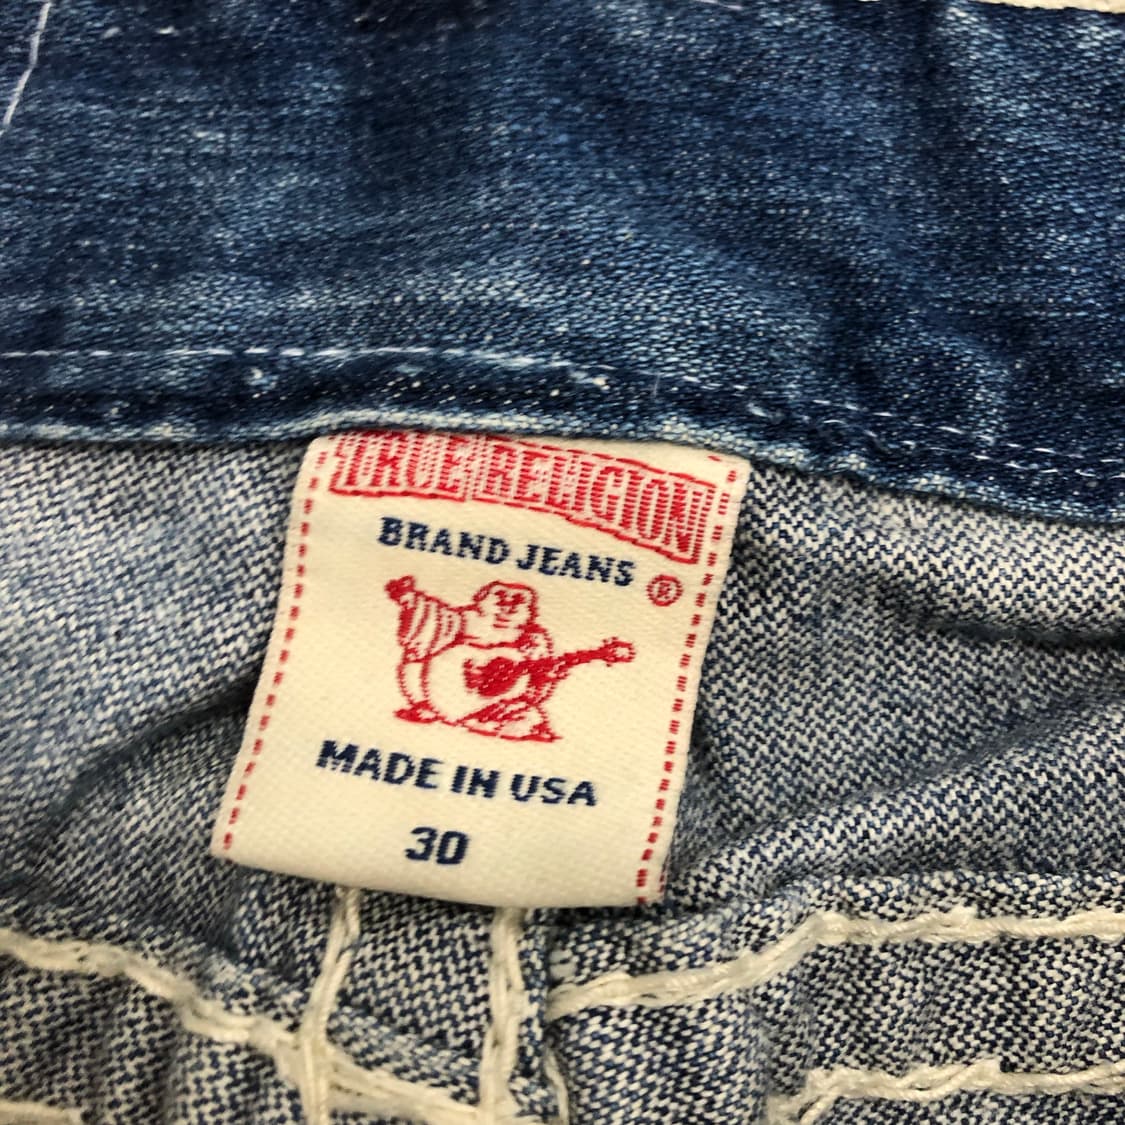 TRUE RELIGION
BRAND JEANS ®
MADE IN USA
30